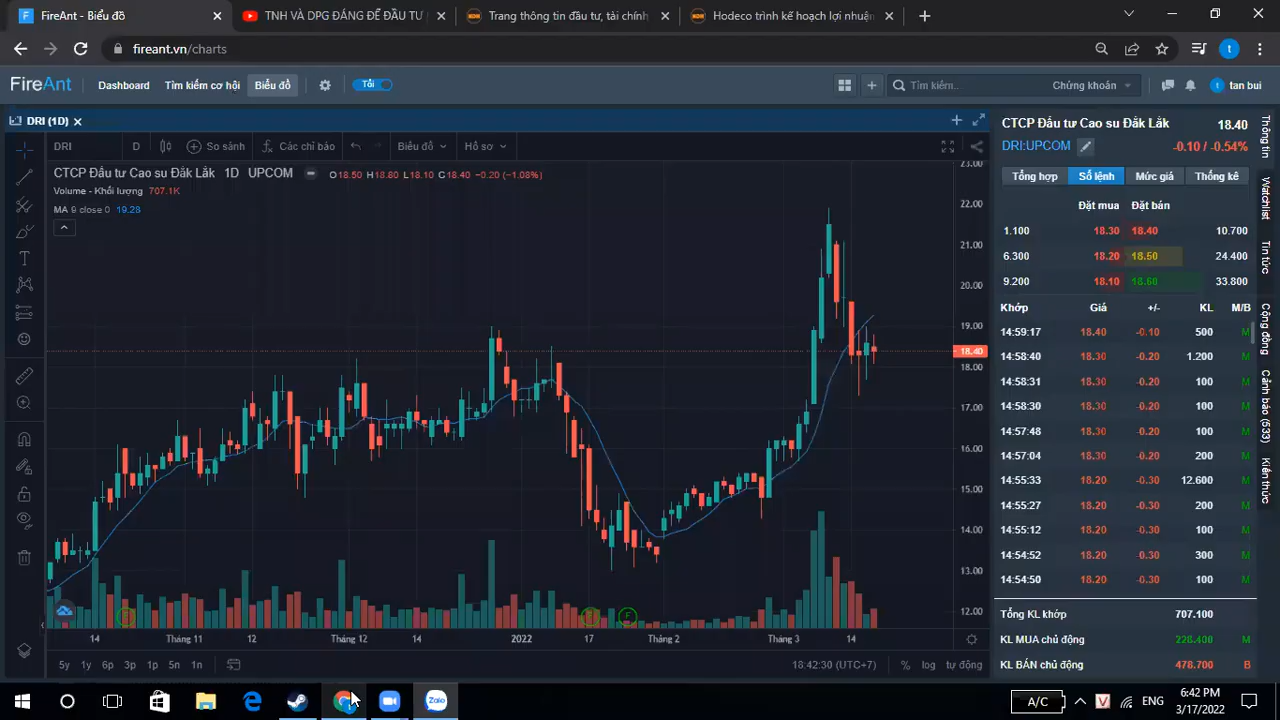 FireAnt - Biểu đồ
TNH VÀ DPG ĐÁNG ĐỂ ĐẦU TƯ
Trang thông tin đầu tư, tài chính
Hodeco trình kế hoạch lợi nhuận
fireant.vn/charts
t
FireAnt
Dashboard
Tìm kiếm cơ hội
Biểu đồ
Tối
Tìm kiếm...
Chứng khoán
t
tan bui
DRI (1D)
DRI
D
So sánh
Các chỉ báo
Biểu đồ
Hồ sơ
CTCP Đầu tư Cao su Đắk Lắk 1D UPCOM
O18.50 H18.80 L18.10 C18.40 −0.20 (−1.08%)
Volume - Khối lượng 707.1K
MA 9 close 0 19.28
23.00
22.00
21.00
20.00
19.00
18.40
18.00
17.00
16.00
15.00
14.00
13.00
12.00
14
Tháng 11
12
Tháng 12
14
2022
17
Tháng 2
Tháng 3
14
5y 1y 6p 3p 1p 5n 1n
18:42:30 (UTC+7)
% log tự động
CTCP Đầu tư Cao su Đắk Lắk
18.40
DRI:UPCOM
-0.10 / -0.54%
Tổng hợp
Sổ lệnh
Mức giá
Thống kê
Đặt mua Đặt bán
1.100 18.30 18.40 10.700
6.300 18.20 18.50 24.400
9.200 18.10 18.60 33.800
Khớp Giá +/- KL M/B
14:59:17 18.40 -0.10 500 M
14:58:40 18.30 -0.20 1.200 M
14:58:31 18.30 -0.20 100 M
14:58:30 18.30 -0.20 100 M
14:57:48 18.30 -0.20 100 M
14:57:04 18.30 -0.20 200 M
14:55:33 18.20 -0.30 12.600 M
14:55:27 18.20 -0.30 200 M
14:55:12 18.20 -0.30 100 M
14:54:52 18.20 -0.30 300 M
14:54:50 18.20 -0.30 100 M
Tổng KL khớp 707.100
KL MUA chủ động 228.400 M
KL BÁN chủ động 478.700 B
Thông tin
Watchlist
Tin tức
Cộng đồng
Cảnh báo (533)
Kiến thức
Zalo
A/C
V
ENG
6:42 PM
3/17/2022